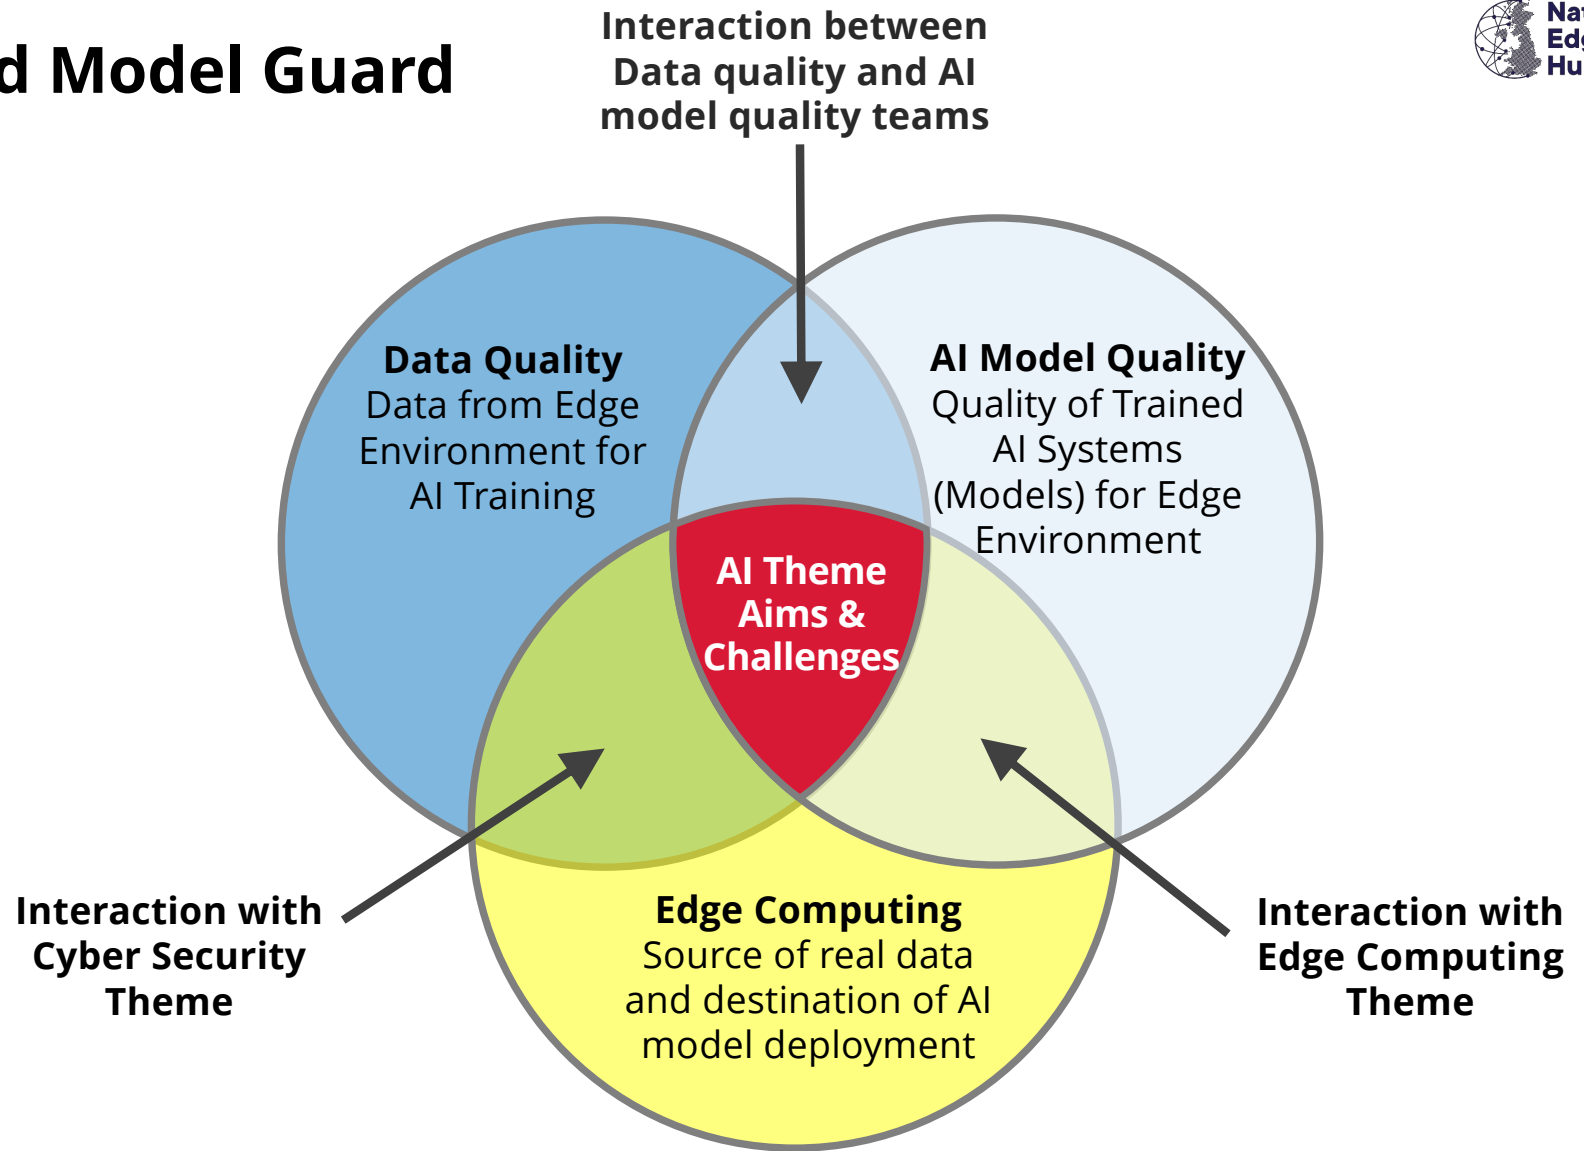 d Model Guard
Interaction between
Data quality and AI
model quality teams
Data Quality
Data from Edge
Environment for
AI Training
AI Model Quality
Quality of Trained
AI Systems
(Models) for Edge
Environment
AI Theme
Aims &
Challenges
Interaction with
Cyber Security
Theme
Edge Computing
Source of real data
and destination of AI
model deployment
Interaction with
Edge Computing
Theme